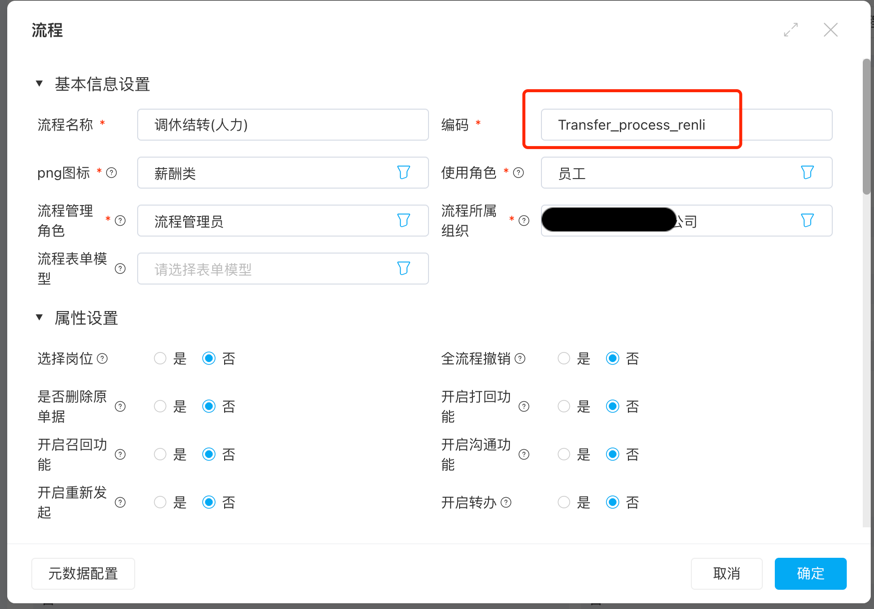 流程
基本信息设置
流程名称 * 调休结转(人力) 编码 * Transfer_process_renli
png图标 * 薪酬类 使用角色 * 员工
流程管理角色 * 流程管理员 流程所属组织 * 公司
流程表单模型 请选择表单模型
属性设置
选择岗位 是 否 全流程撤销 是 否
是否删除原单据 是 否 开启打回功能 是 否
开启召回功能 是 否 开启沟通功能 是 否
开启重新发起 是 否 开启转办 是 否
元数据配置 取消 确定